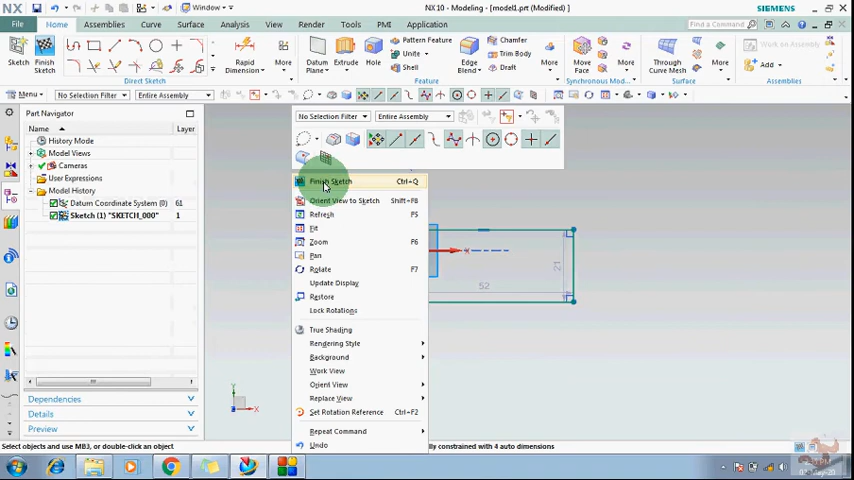 NX
Window
NX 10 - Modeling - [model1.prt (Modified)]
SIEMENS
File
Home
Assemblies
Curve
Surface
Analysis
View
Render
Tools
PMI
Application
Find a Command
Sketch
Finish Sketch
Rapid Dimension
Direct Sketch
Datum Plane
Extrude
Hole
Pattern Feature
Unite
Shell
Edge Blend
Chamfer
Trim Body
Draft
More
Feature
Move Face
More
Synchronous Mod...
Through Curve Mesh
Surface
Work on Assembly
Add
Assemblies
Menu
No Selection Filter
Entire Assembly
Part Navigator
Name
Layer
History Mode
Model Views
Cameras
User Expressions
Model History
Datum Coordinate System (0)
61
Sketch (1) "SKETCH_000"
1
No Selection Filter
Entire Assembly
Finish Sketch
Ctrl+Q
Orient View to Sketch
Shift+F8
Refresh
F5
Fit
Zoom
F6
Pan
Rotate
F7
Update Display
Restore
Lock Rotations
True Shading
Rendering Style
Background
Work View
Orient View
Replace View
Set Rotation Reference
Ctrl+F2
Repeat Command
Undo
X
21
52
Y
X
Dependencies
Details
Preview
Select objects and use MB3, or double-click an object
lly constrained with 4 auto dimensions